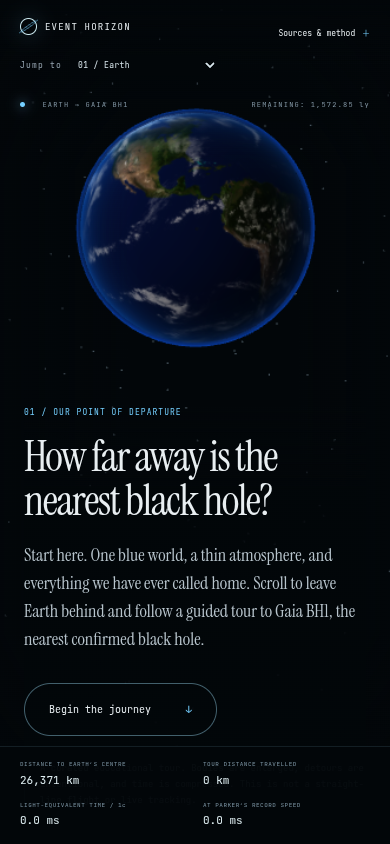 EVENT HORIZON
Sources & method +
Jump to 01 / Earth
EARTH → GAIA BH1
REMAINING: 1,572.85 ly
01 / OUR POINT OF DEPARTURE
How far away is the
nearest black hole?
Start here. One blue world, a thin atmosphere, and
everything we have ever called home. Scroll to leave
Earth behind and follow a guided tour to Gaia BH1, the
nearest confirmed black hole.
Begin the journey ↓
DISTANCE TO EARTH'S CENTRE
26,371 km
TOUR DISTANCE TRAVELLED
0 km
LIGHT-EQUIVALENT TIME / 1c
0.0 ms
AT PARKER'S RECORD SPEED
0.0 ms